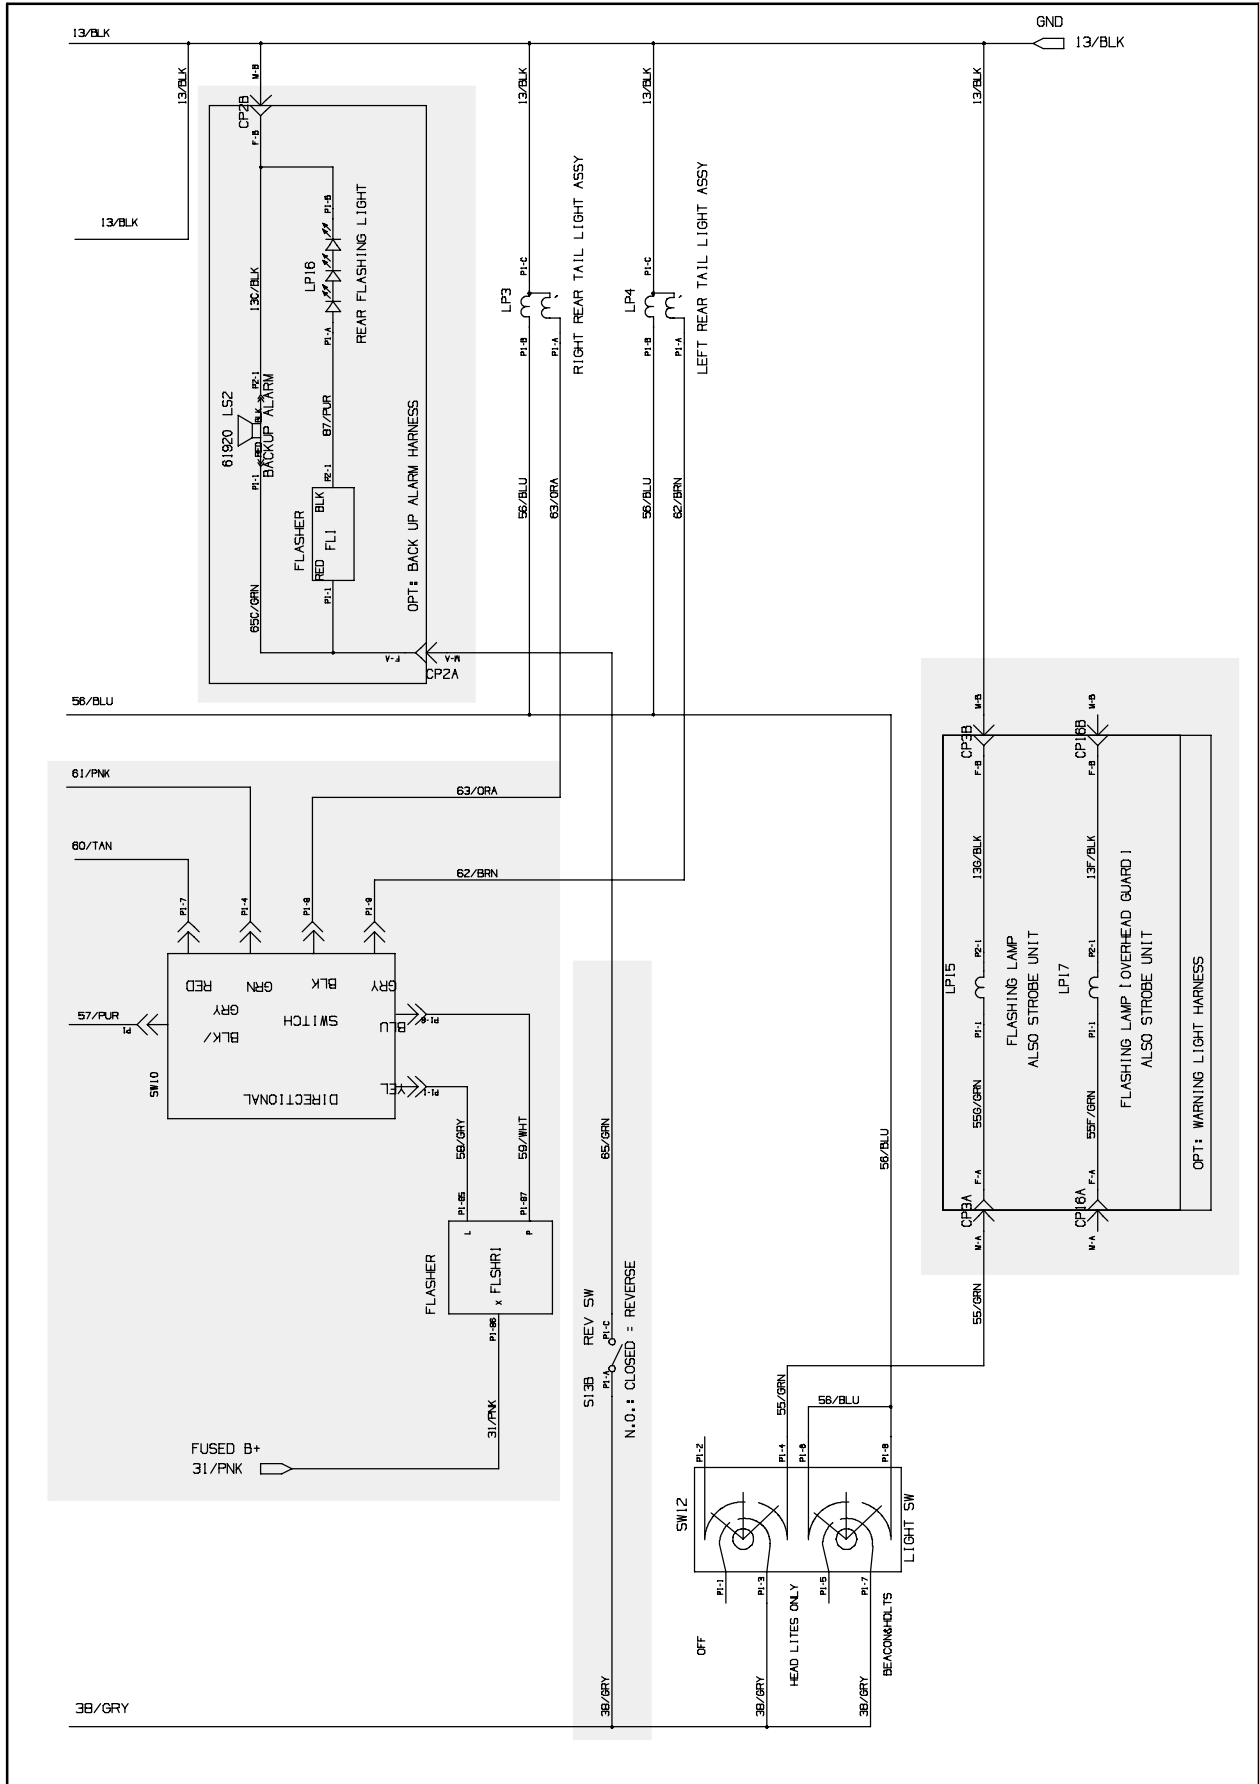 GND
13/BLK
13/BLK
13/BLK
13/BLK
M-B
CP2B
F-B
13/BLK
13/BLK
13/BLK
P1-B
LP16
REAR FLASHING LIGHT
P1-A
13C/BLK
P2-1
61920 LS2
BLK
RED
BACKUP ALARM
P1-1
87/PUR
P2-1
FLASHER
BLK
FL1
RED
P1-1
65C/GRN
OPT: BACK UP ALARM HARNESS
F-A
M-A
CP2A
P1-C
LP3
P1-B
P1-A
RIGHT REAR TAIL LIGHT ASSY
P1-C
LP4
P1-B
P1-A
LEFT REAR TAIL LIGHT ASSY
56/BLU
63/ORA
56/BLU
62/BRN
56/BLU
61/PNK
63/ORA
60/TAN
62/BRN
P1-7
P1-4
P1-8
P1-9
RED
GRN
BLK
GRY
57/PUR
P1
BLK/
GRY
SWITCH
BLU
P1-6
DIRECTIONAL
YEL
P1-1
SW10
58/GRY
59/WHT
P1-85
P1-87
L
P
X FLSHR1
FLASHER
P1-86
31/PNK
FUSED B+
31/PNK
65/GRN
REV SW
P1-C
S13B
P1-A
N.O.: CLOSED = REVERSE
38/GRY
38/GRY
56/BLU
55/GRN
55/GRN
56/BLU
P1-2
P1-4
P1-6
P1-8
SW12
LIGHT SW
P1-1
P1-3
P1-5
P1-7
OFF
HEAD LITES ONLY
BEACON&HDLTS
38/GRY
38/GRY
M-B
CP3B
F-B
M-B
CP16B
F-B
13G/BLK
13F/BLK
P2-1
LP15
P1-1
FLASHING LAMP
ALSO STROBE UNIT
P2-1
LP17
P1-1
FLASHING LAMP [OVERHEAD GUARD]
ALSO STROBE UNIT
55G/GRN
55F/GRN
F-A
CP3A
M-A
F-A
CP16A
M-A
OPT: WARNING LIGHT HARNESS